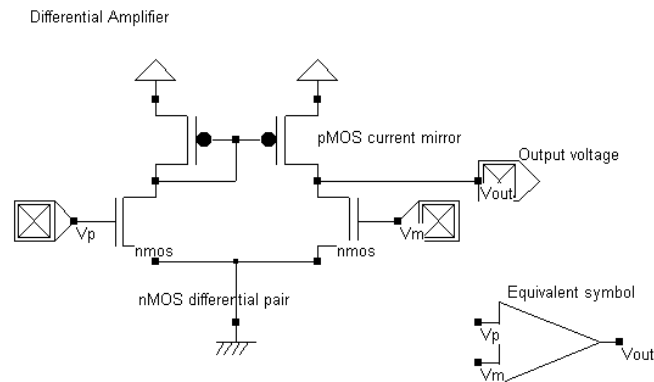 Differential Amplifier
pMOS current mirror
Output voltage
Vout
Vp
Vm
nmos
nmos
nMOS differential pair
Equivalent symbol
Vp
Vout
Vm